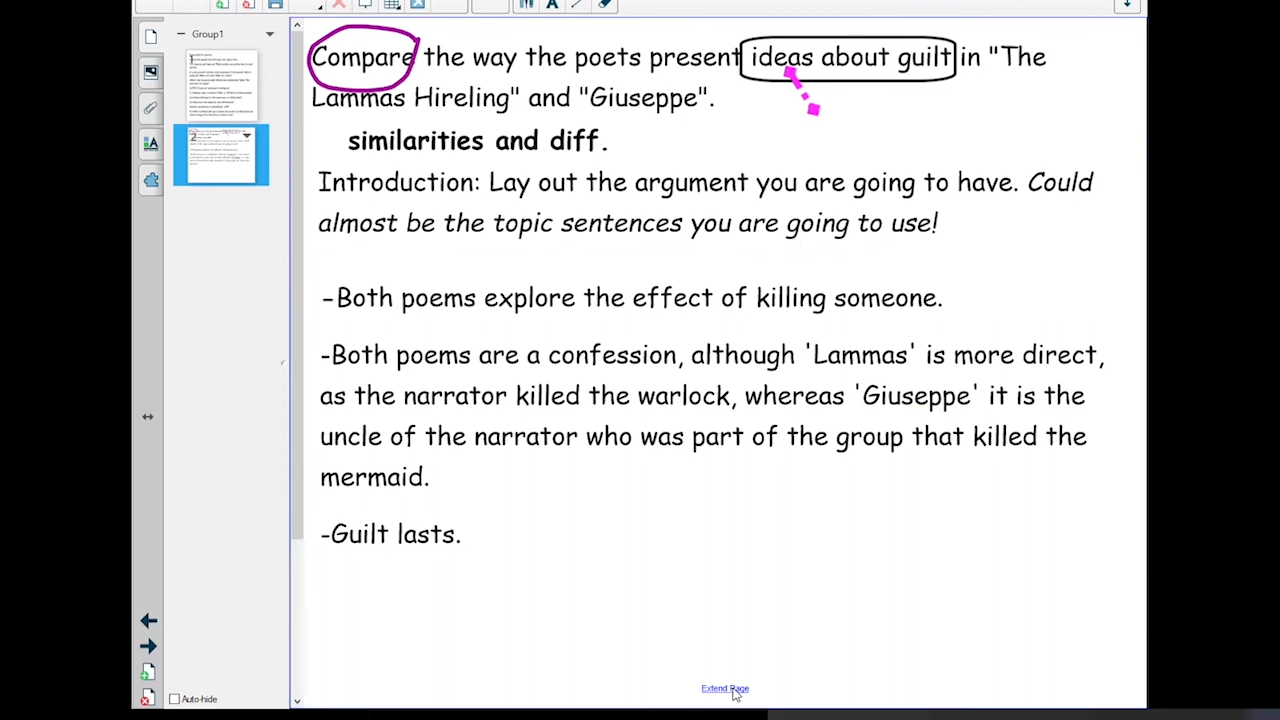 Group1
Compare the way the poets present ideas about guilt in "The
Lammas Hireling" and "Giuseppe".
similarities and diff.
Introduction: Lay out the argument you are going to have. Could
almost be the topic sentences you are going to use!
-Both poems explore the effect of killing someone.
-Both poems are a confession, although 'Lammas' is more direct,
as the narrator killed the warlock, whereas 'Giuseppe' it is the
uncle of the narrator who was part of the group that killed the
mermaid.
-Guilt lasts.
Extend Page
Auto-hide